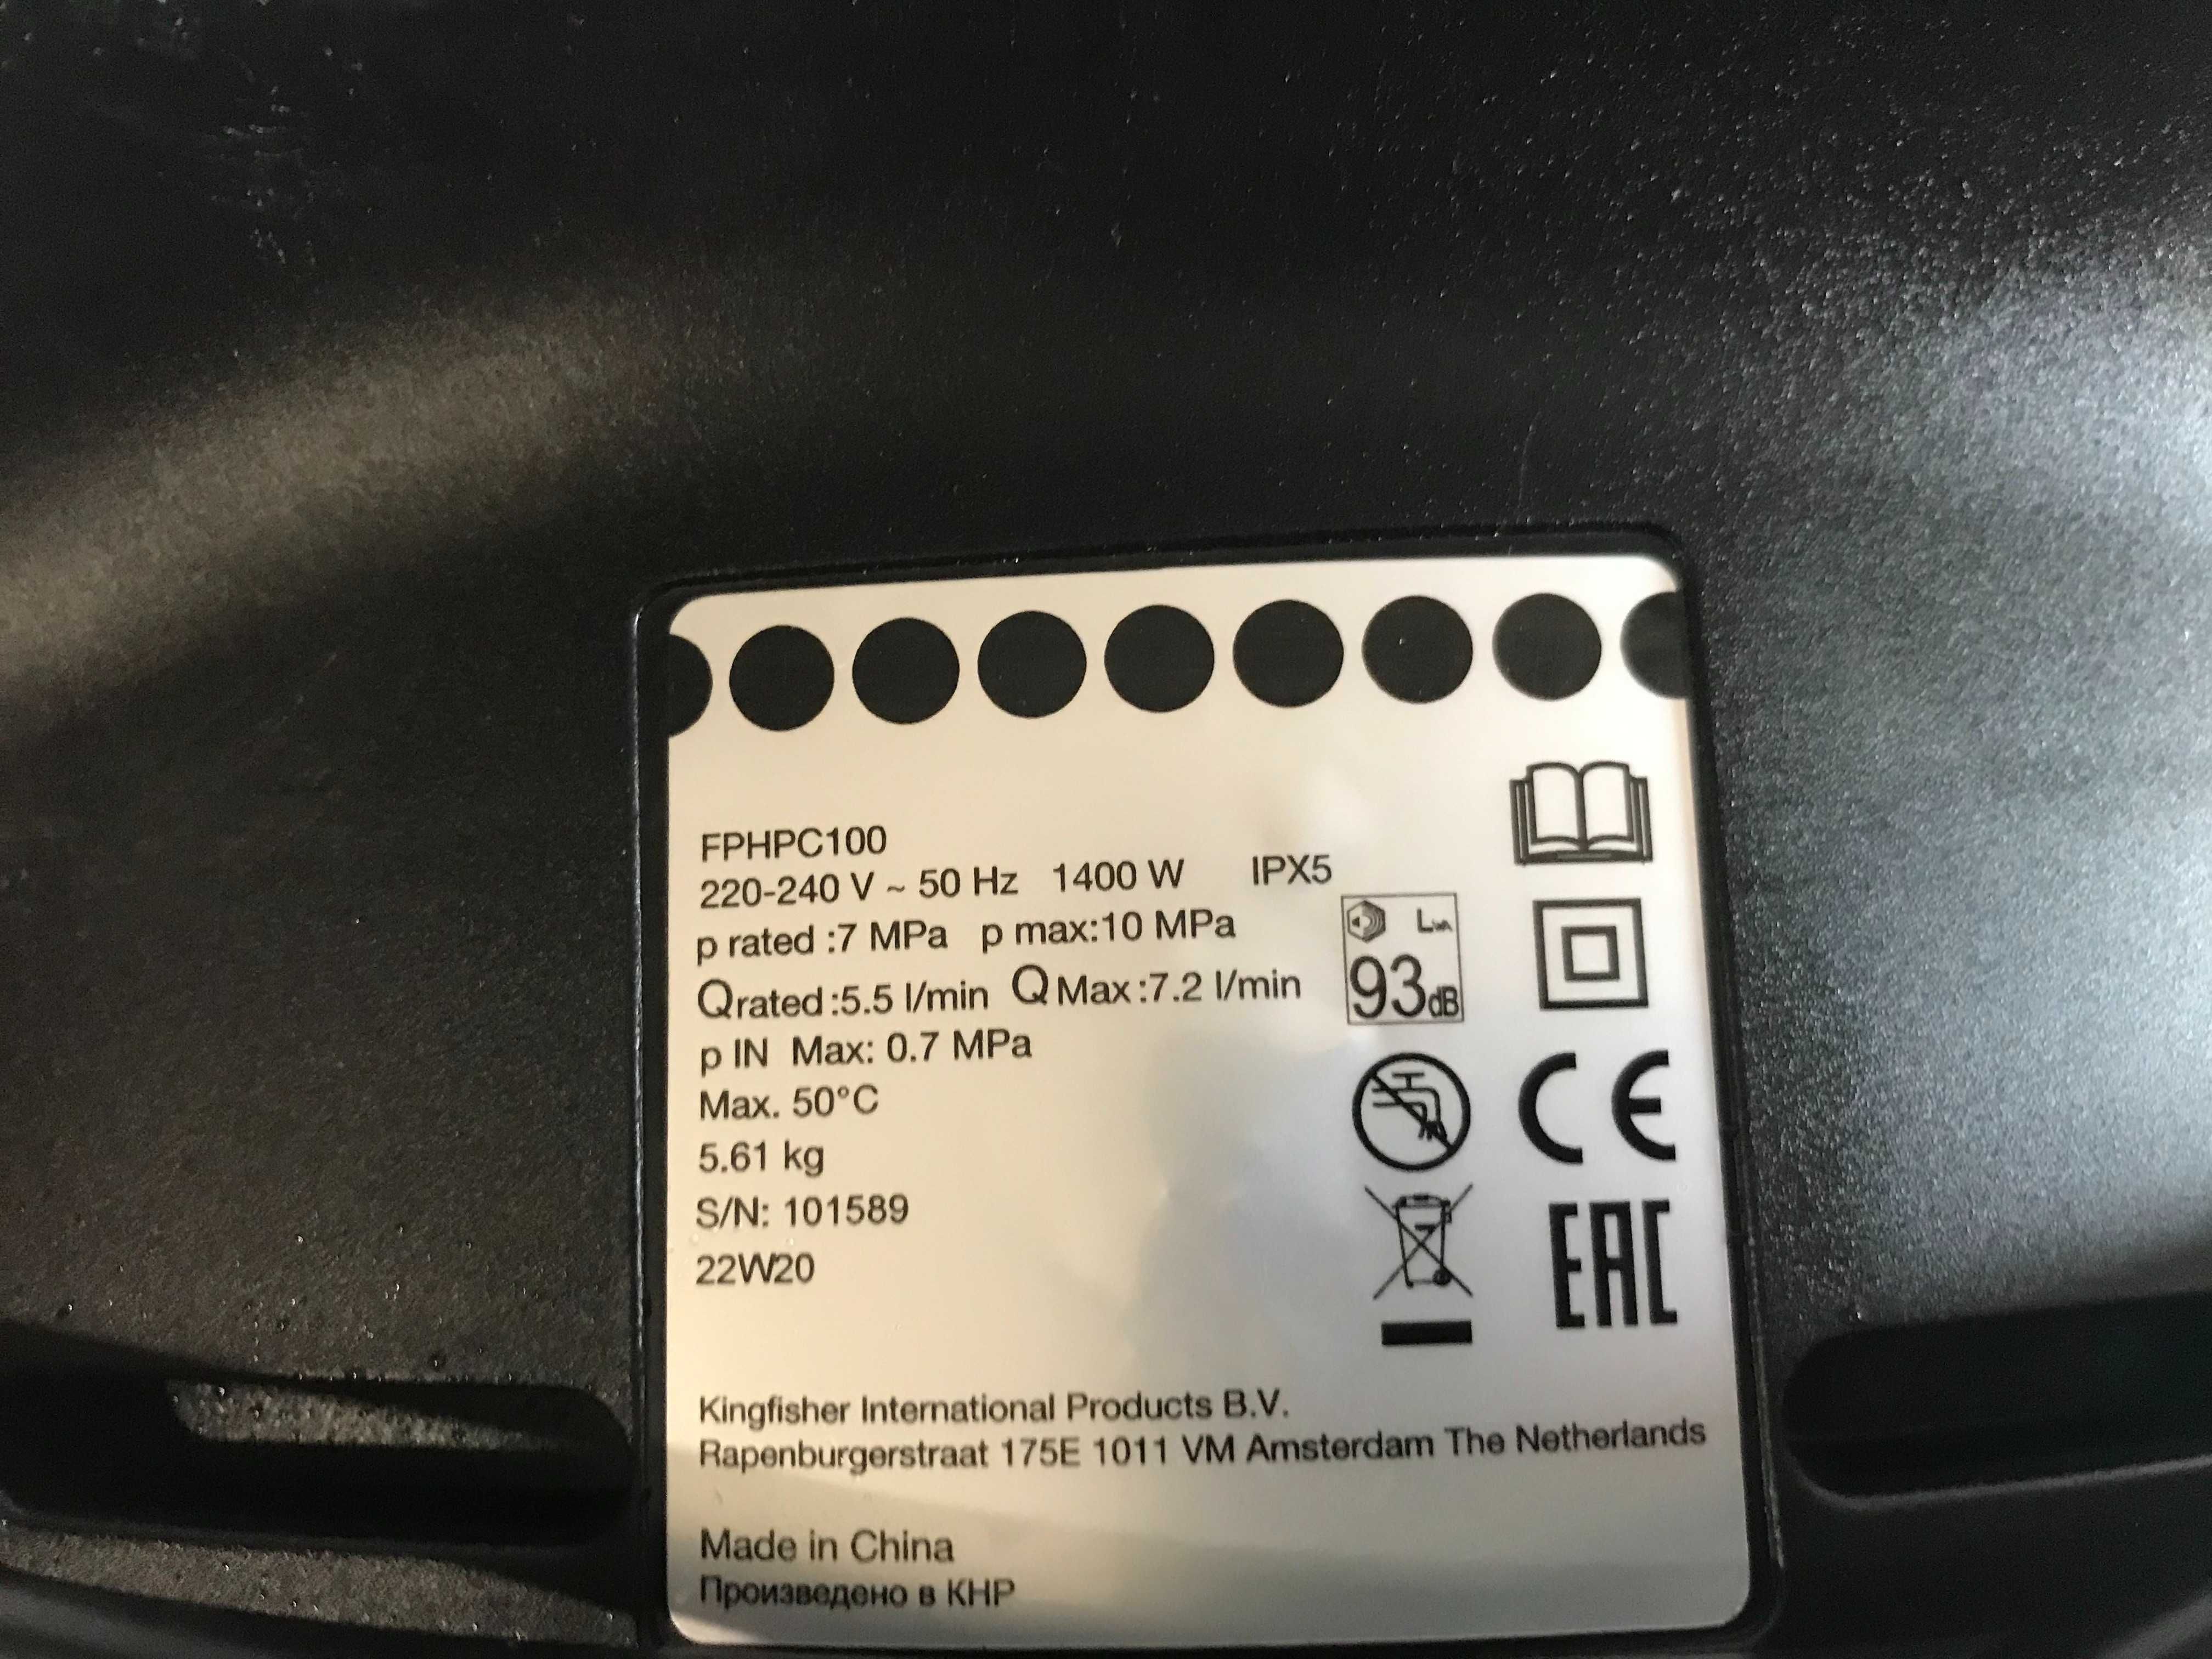 FPHPC100
220-240 V ~ 50 Hz 1400 W IPX5
p rated :7 MPa p max:10 MPa
Qrated :5.5 l/min QMax :7.2 l/min
LWA
93dB
p IN Max: 0.7 MPa
Max. 50°C
5.61 kg
S/N: 101589
22W20
CE
EAC
Kingfisher International Products B.V.
Rapenburgerstraat 175E 1011 VM Amsterdam The Netherlands
Made in China
Произведено в КНР